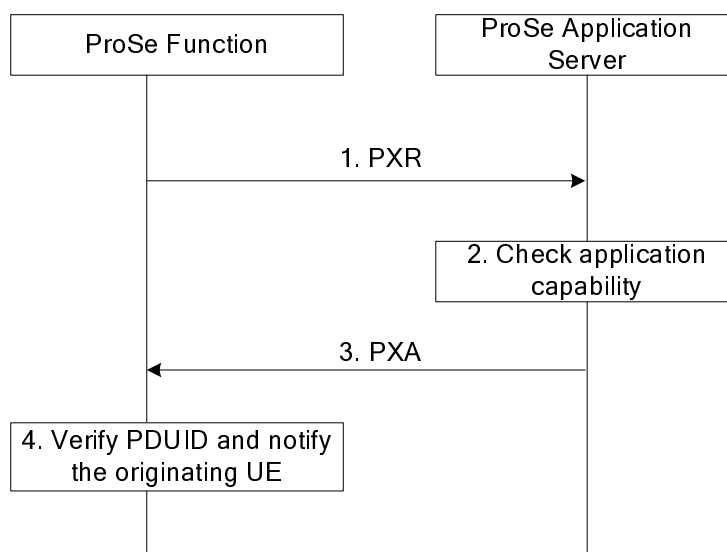 ProSe Function
ProSe Application
Server
1. PXR
2. Check application
capability
3. PXA
4. Verify PDUID and notify
the originating UE